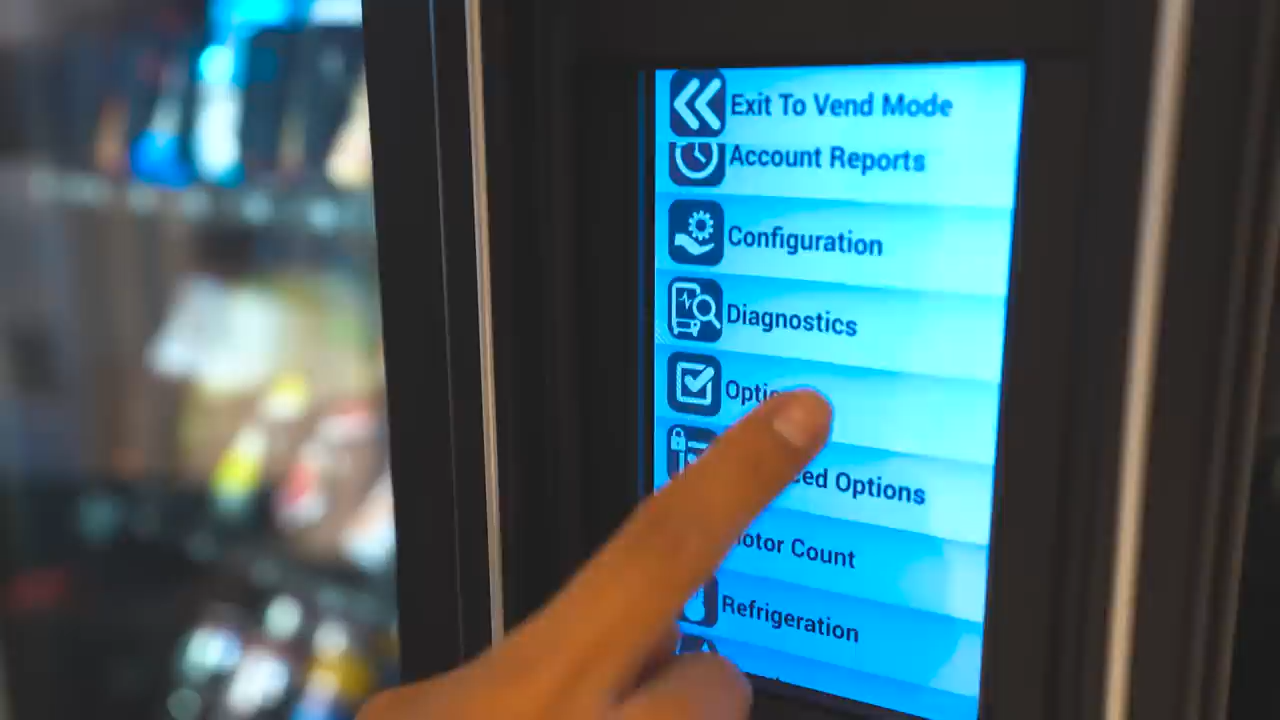 Exit To Vend Mode
Account Reports
Configuration
Diagnostics
Options
Motor Count
Refrigeration